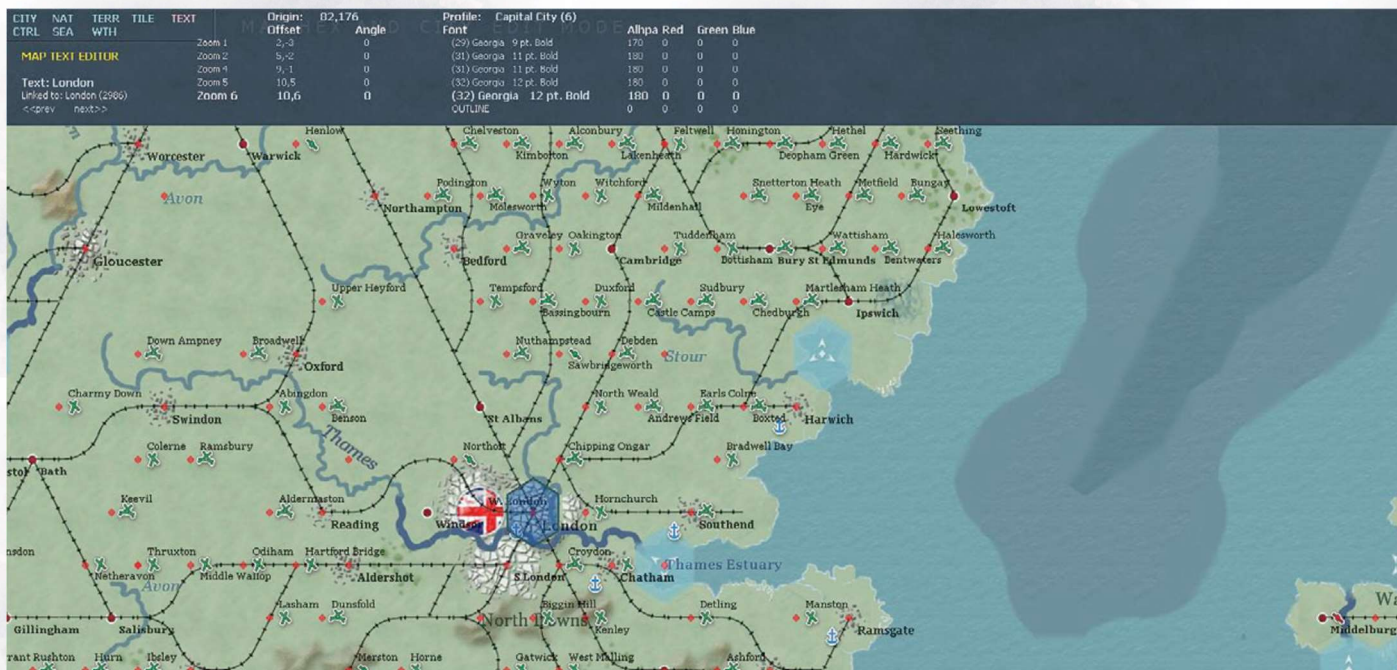 CITY NAT TERR TILE TEXT
CTRL SEA WTH
MAP TEXT EDITOR
Text: London
Linked to: London (2986)
<<prev next>>
Origin: 82,176 Profile: Capital City (6)
Offset Angle Font Alhpa Red Green Blue
Zoom 1 2,-3 0 (29) Georgia 9 pt. Bold 170 0 0 0
Zoom 2 5,-2 0 (31) Georgia 11 pt. Bold 180 0 0 0
Zoom 4 9,-1 0 (31) Georgia 11 pt. Bold 180 0 0 0
Zoom 5 10,5 0 (32) Georgia 12 pt. Bold 180 0 0 0
Zoom 6 10,6 0 (32) Georgia 12 pt. Bold 180 0 0 0
OUTLINE 0 0 0 0
Henlow Chelveston Alconbury Feltwell Honington Hethel Seething
Worcester Warwick Kimbolton Lakenheath Deopham Green Hardwick
Podington Wyton Witchford Snetterton Heath Metfield Bungay
Avon Northampton Molesworth Mildenhall Eye Lowestoft
Graveley Oakington Tuddenham Wattisham Halesworth
Gloucester Bedford Cambridge Bottisham Bury St Edmunds Bentwaters
Upper Heyford Tempsford Duxford Sudbury Martlesham Heath
Bassingbourn Castle Camps Chedburgh Ipswich
Down Ampney Broadwell Nuthampstead Debden
Oxford Sawbridgeworth Stour
Charmy Down Abingdon North Weald Earls Colne
Swindon Benson St Albans Andrews Field Boxted Harwich
Thames
Colerne Ramsbury Northolt Chipping Ongar Bradwell Bay
Bath
Keevil Aldermaston W. London Hornchurch
Reading Windsor London Southend
Thruxton Odiham Hartford Bridge Croydon Thames Estuary
Netheravon Middle Wallop Aldershot S London Chatham
Avon
Lasham Dunsfold Biggin Hill Detling Manston
Gillingham Salisbury North Downs Kenley Ramsgate Middelburg
Rushton Hurn Ibsley Merston Horne Gatwick West Malling Ashford